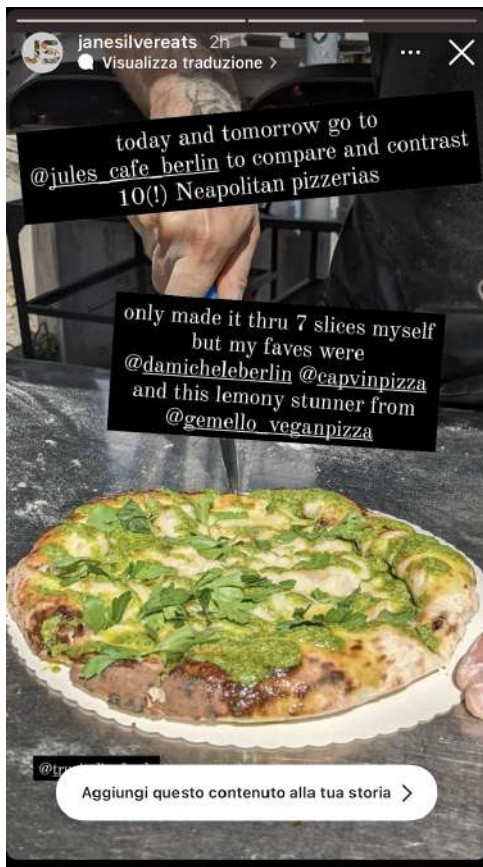 janesilvereats 2h
Visualizza traduzione >
today and tomorrow go to
@jules_cafe_berlin to compare and contrast
10(!) Neapolitan pizzerias
only made it thru 7 slices myself
but my faves were
@damicheleberlin @capvinpizza
and this lemony stunner from
@gemello_veganpizza
Aggiungi questo contenuto alla tua storia >